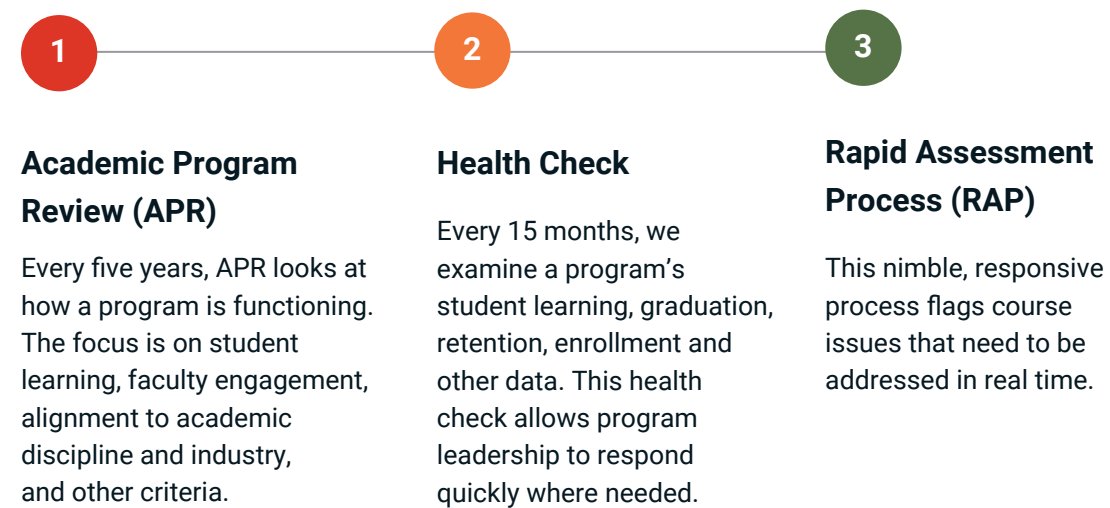 1
Academic Program
Review (APR)
Every five years, APR looks at
how a program is functioning.
The focus is on student
learning, faculty engagement,
alignment to academic
discipline and industry,
and other criteria.
2
Health Check
Every 15 months, we
examine a program’s
student learning, graduation,
retention, enrollment and
other data. This health
check allows program
leadership to respond
quickly where needed.
3
Rapid Assessment
Process (RAP)
This nimble, responsive
process flags course
issues that need to be
addressed in real time.